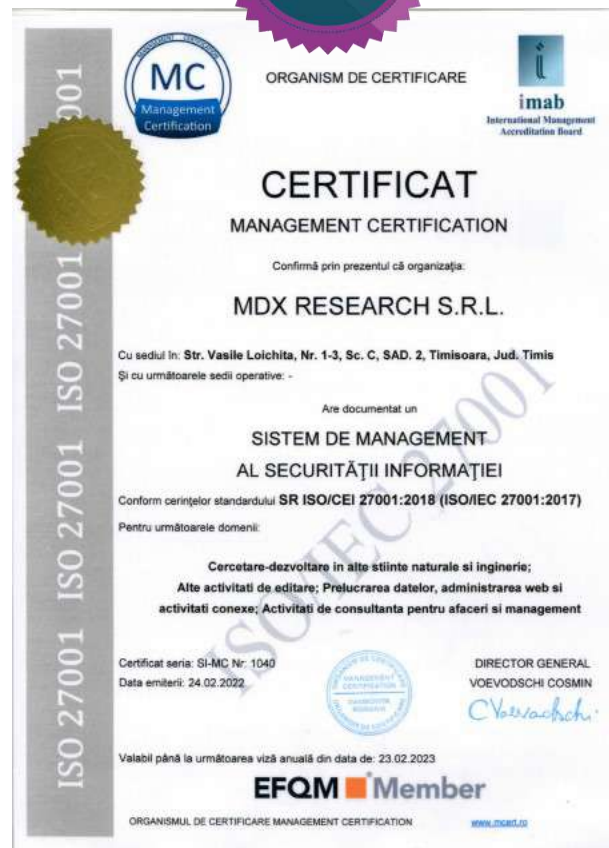 MC
Management
Certification
ORGANISM DE CERTIFICARE
imab
International Management
Accreditation Board
CERTIFICAT
MANAGEMENT CERTIFICATION
Confirmă prin prezentul că organizația:
MDX RESEARCH S.R.L.
Cu sediul în: Str. Vasile Loichita, Nr. 1-3, Sc. C, SAD. 2, Timisoara, Jud. Timis
Și cu următoarele sedii operative: -
Are documentat un
SISTEM DE MANAGEMENT
AL SECURITĂŢII INFORMAŢIEI
Conform cerințelor standardului SR ISO/CEI 27001:2018 (ISO/IEC 27001:2017)
Pentru următoarele domenii:
Cercetare-dezvoltare in alte stiinte naturale si inginerie;
Alte activitati de editare; Prelucrarea datelor, administrarea web si
activitati conexe; Activitati de consultanta pentru afaceri si management
Certificat seria: SI-MC Nr: 1040
Data emiterii: 24.02.2022
DIRECTOR GENERAL
VOEVODSCHI COSMIN
MANAGEMENT
CERTIFICATION
Valabil până la următoarea viză anuală din data de: 23.02.2023
EFQM Member
ORGANISMUL DE CERTIFICARE MANAGEMENT CERTIFICATION
www.mcert.ro
ISO 27001 ISO 27001 ISO 27001 001
ISO/IEC 27001